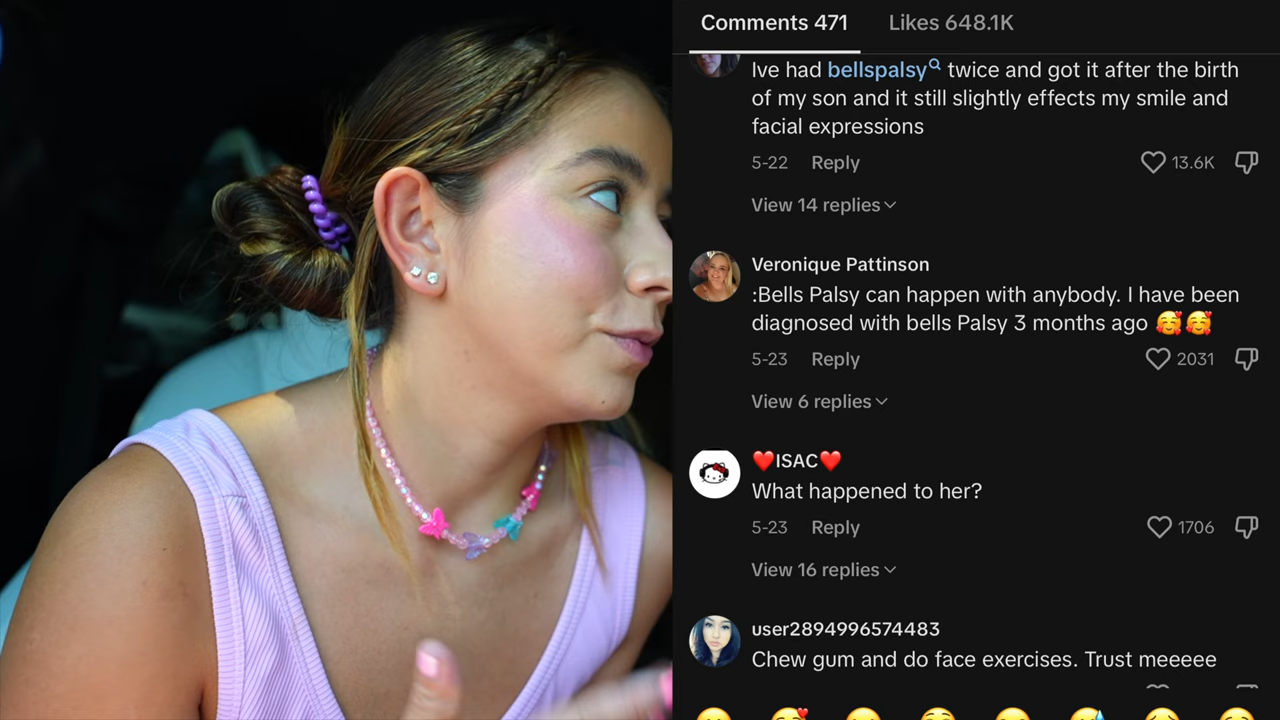 Comments 471
Likes 648.1K
Ive had bellspalsy twice and got it after the birth
of my son and it still slightly effects my smile and
facial expressions
5-22 Reply
13.6K
View 14 replies
Veronique Pattinson
:Bells Palsy can happen with anybody. I have been
diagnosed with bells Palsy 3 months ago 🥰🥰
5-23 Reply
2031
View 6 replies
❤️ISAC❤️
What happened to her?
5-23 Reply
1706
View 16 replies
user2894996574483
Chew gum and do face exercises. Trust meeeee